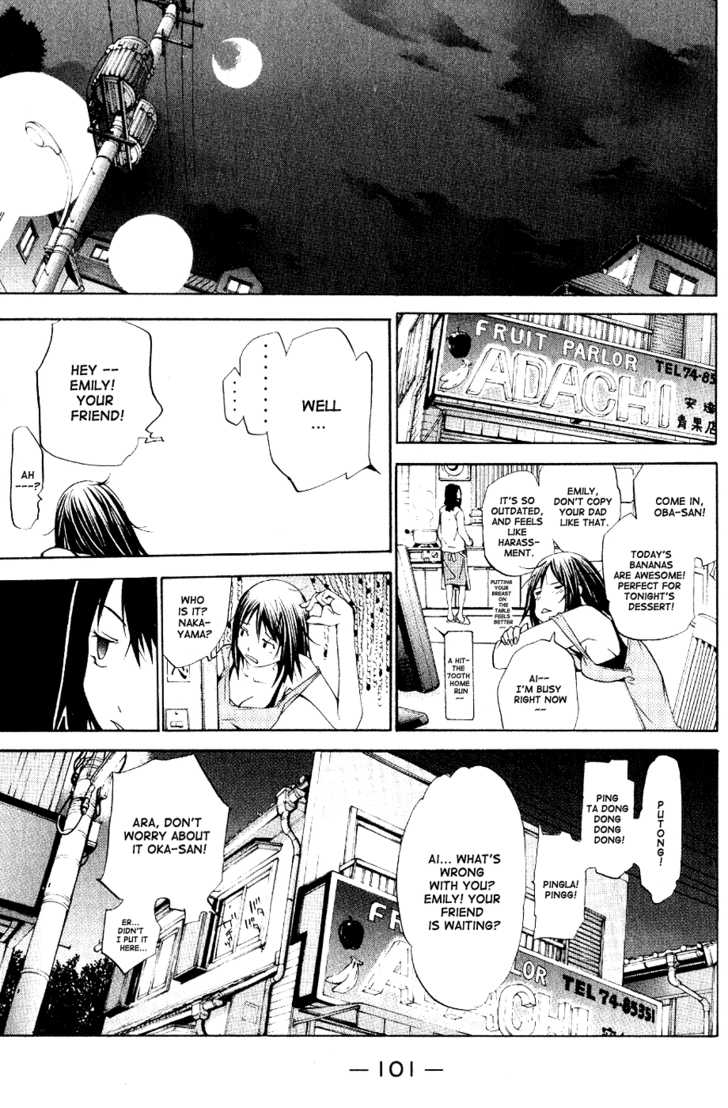 FRUIT PARLOR
TEL 74-85
ADACHI
安達
青果店
WELL
...
HEY --
EMILY!
YOUR
FRIEND!
AH
---?
COME IN,
OBA-SAN!
TODAY'S
BANANAS
ARE AWESOME!
PERFECT FOR
TONIGHT'S
DESSERT!
EMILY,
DON'T COPY
YOUR DAD
LIKE THAT.
IT'S SO
OUTDATED,
AND FEELS
LIKE
HARASS-
MENT.
PUTTING
YOUR
BREAST
ON
THE
TABLE
FEELS
BETTER
AI--
I'M BUSY
RIGHT NOW
--
A HIT-
THE
700TH
HOME
RUN
--
WHO
IS IT?
NAKA-
YAMA?
PUTONG!
PING
TA DONG
DONG
DONG
DONG!
PINGLA!
PINGG!
AI... WHAT'S
WRONG
WITH YOU?
EMILY! YOUR
FRIEND
IS WAITING?
ARA, DON'T
WORRY ABOUT
IT OKA-SAN!
ER...
DIDN'T
I PUT IT
HERE...
FRUIT PARLOR
ADACHI
TEL 74-85351
— 101 —